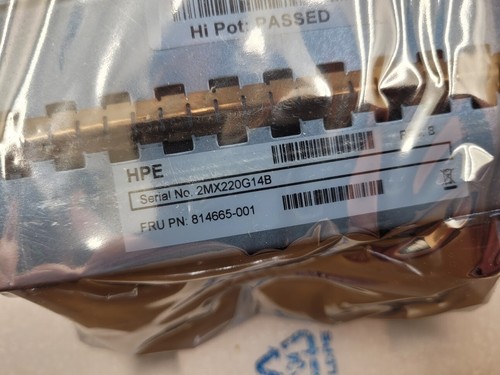 Hi Pot: PASSED
HPE
Serial No. 2MX220G14B
FRU PN: 814665-001